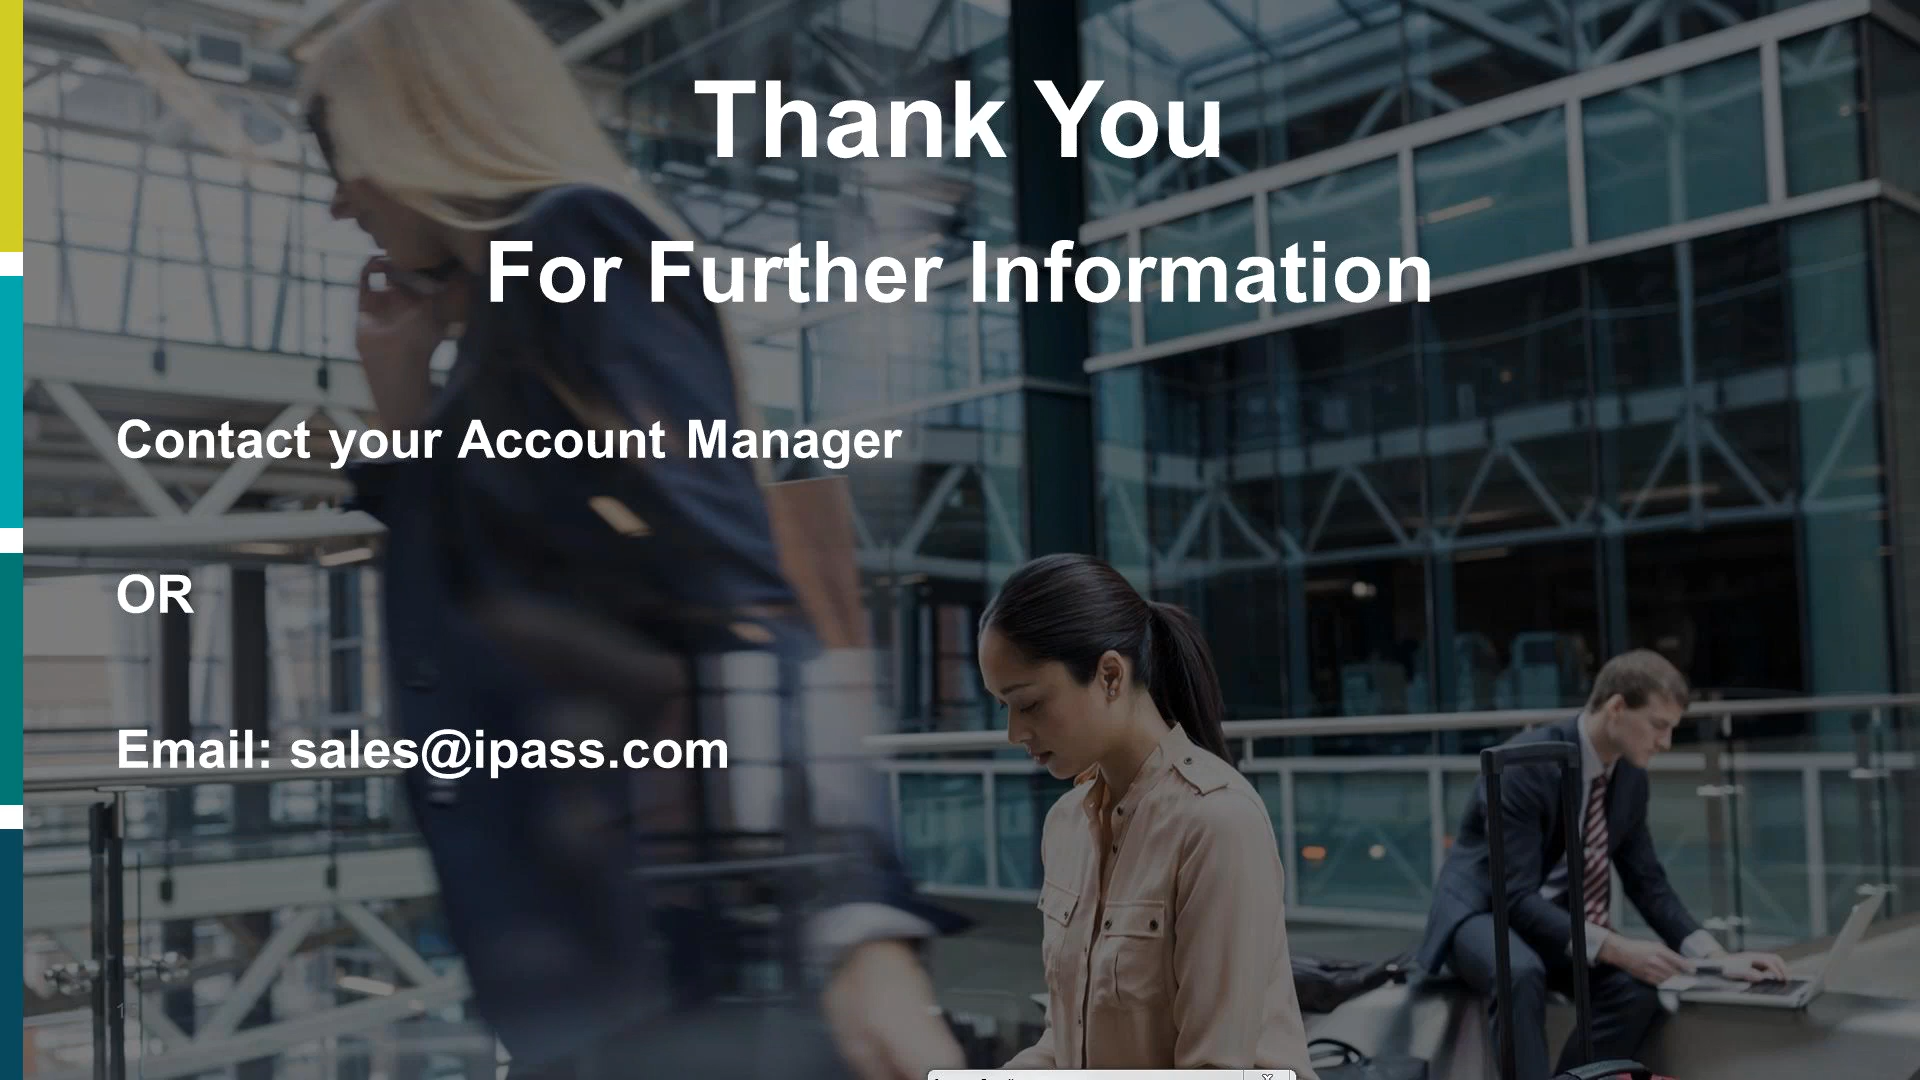 Thank You
For Further Information
Contact your Account Manager
OR
Email: sales@ipass.com